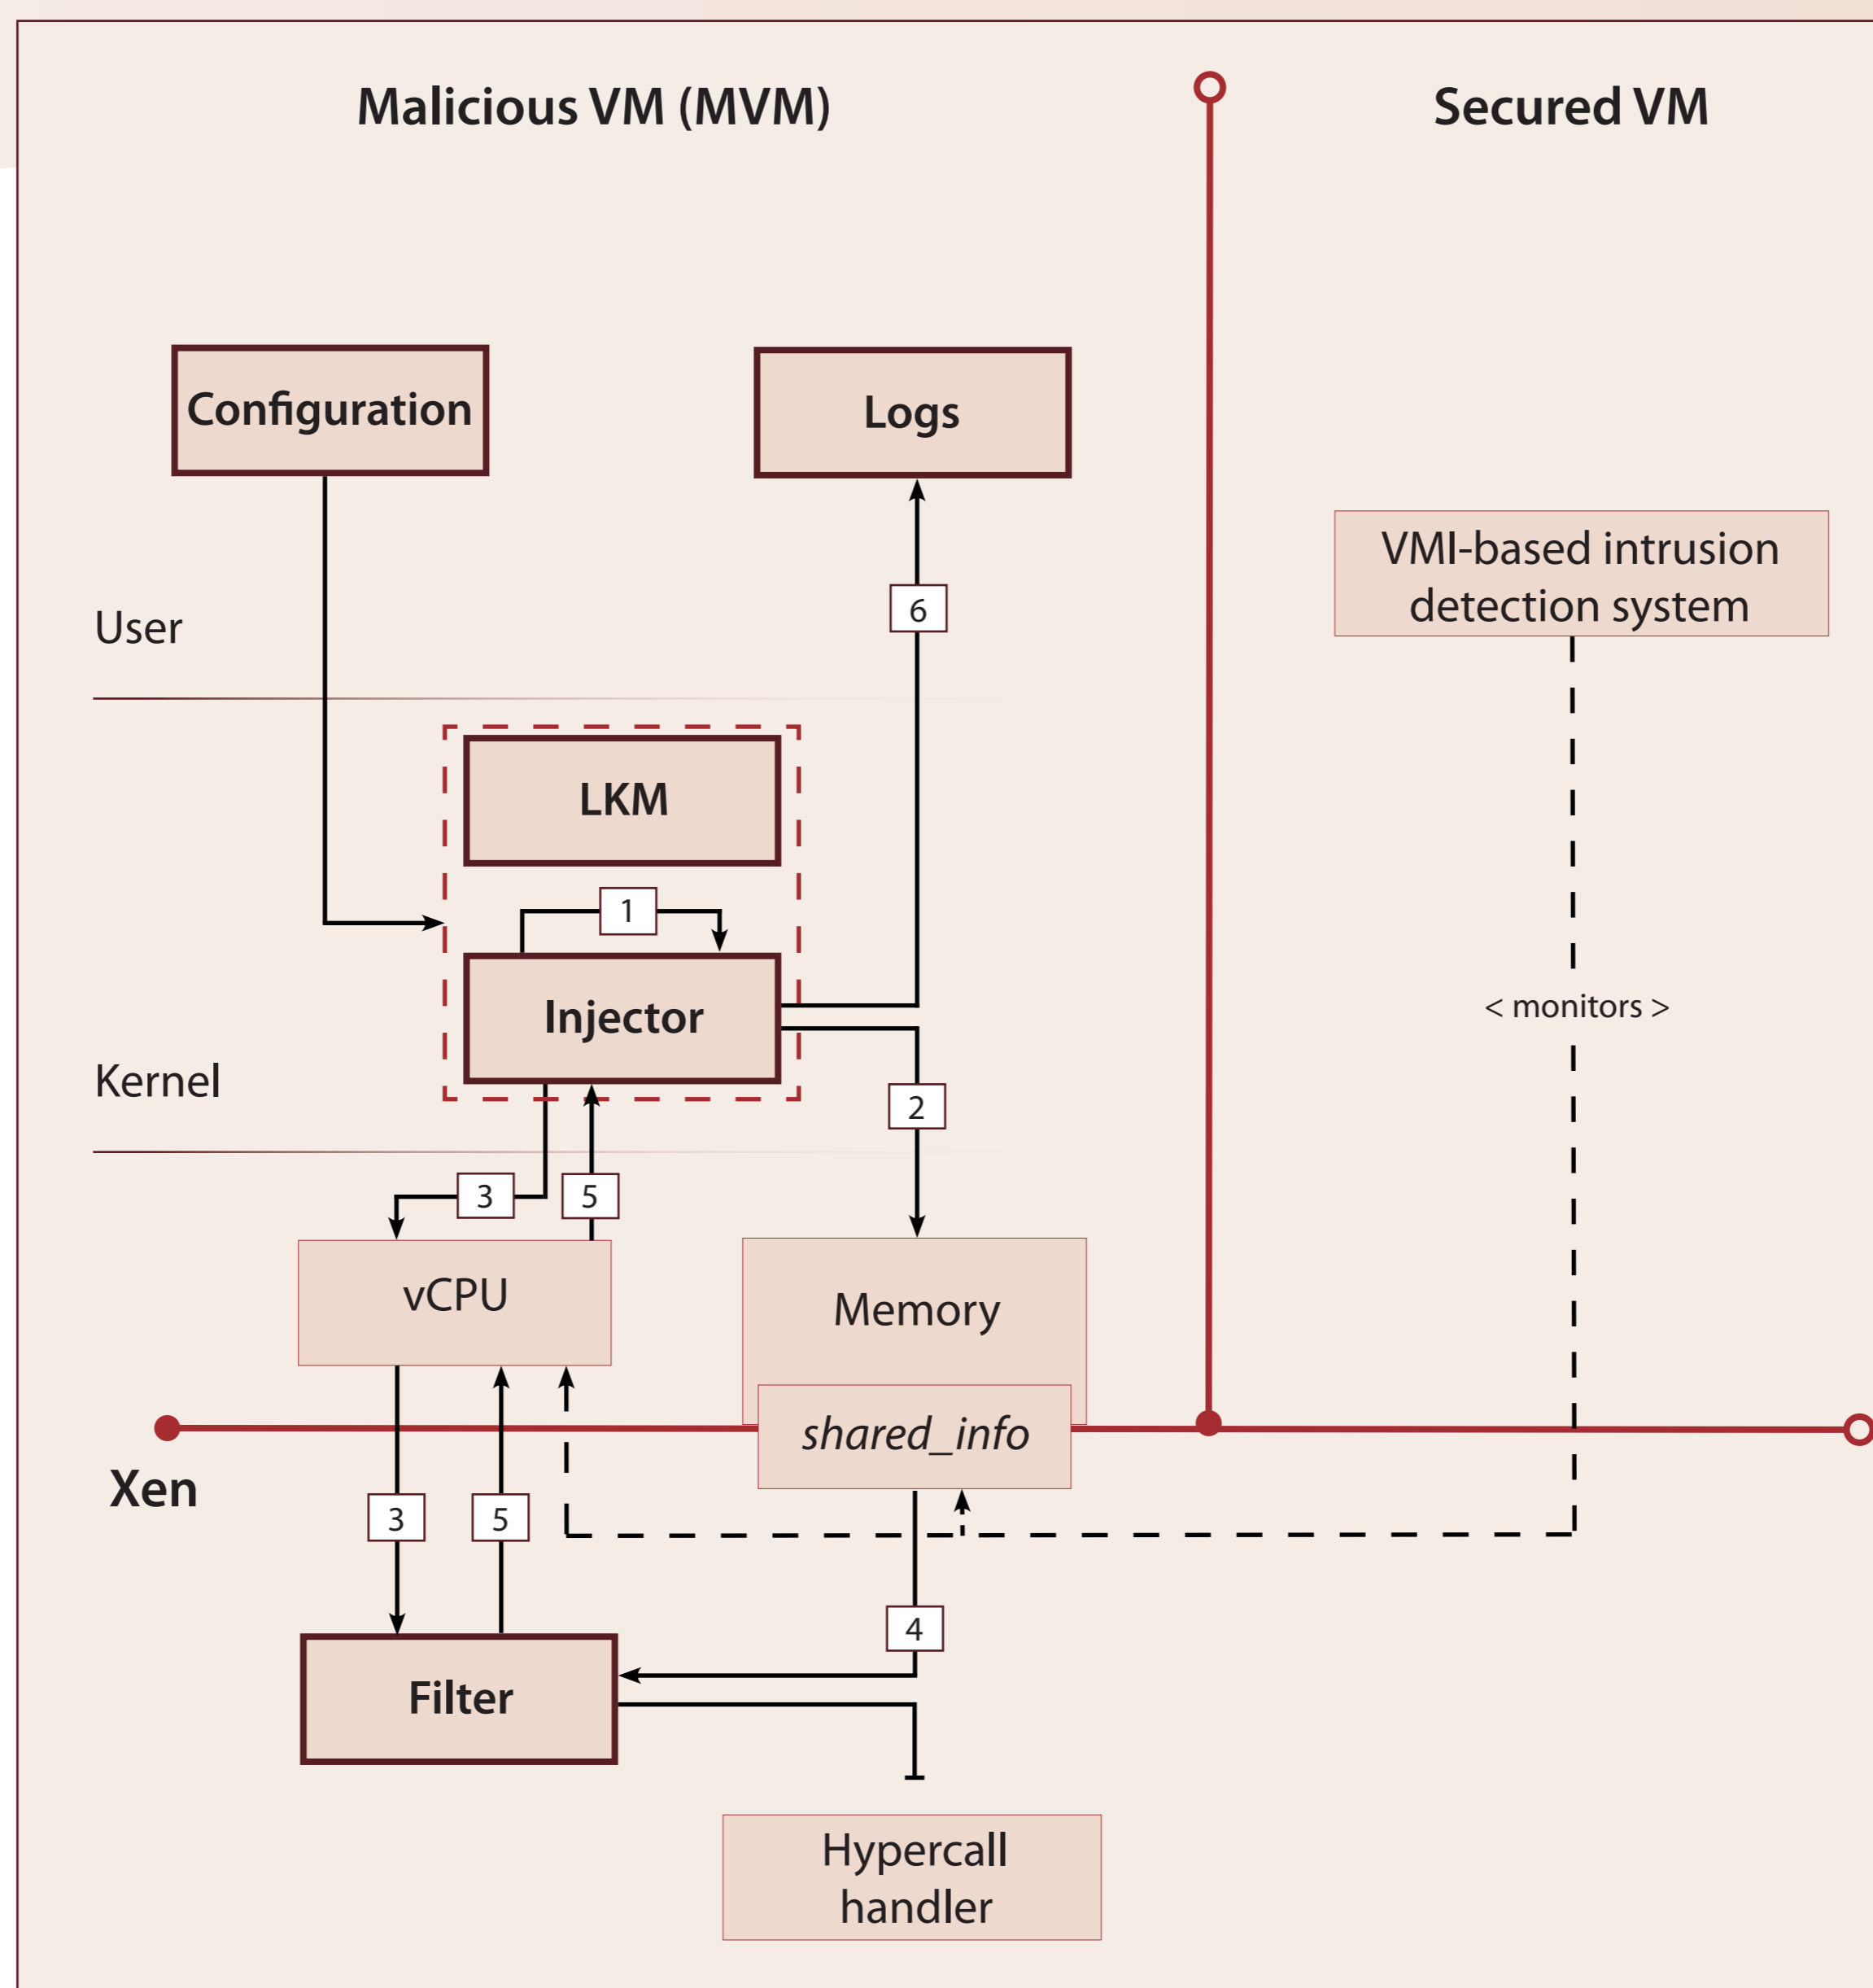 Malicious VM (MVM)
Secured VM
Configuration
Logs
VMI-based intrusion
detection system
User
6
LKM
1
Injector
< monitors >
Kernel
2
3
5
vCPU
Memory
shared_info
Xen
3
5
4
Filter
Hypercall
handler